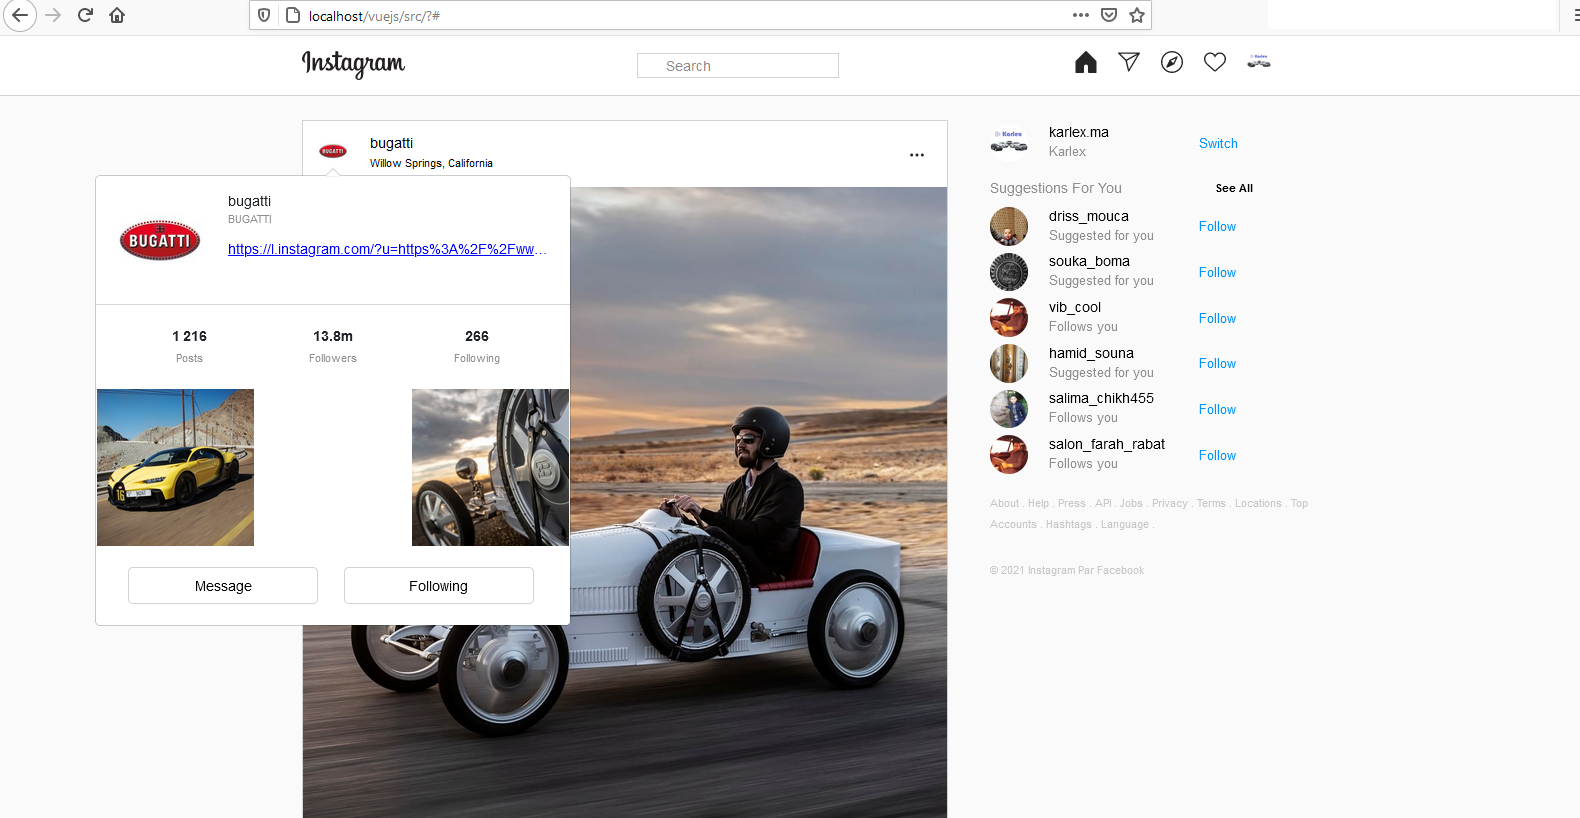 localhost/vuejs/src/?#
Instagram
Search
Karlex
bugatti
Willow Springs, California
BUGATTI
bugatti
BUGATTI
BUGATTI
https://l.instagram.com/?u=https%3A%2F%2Fww...
1 216
13.8m
266
Posts
Followers
Following
16
Message
Following
Karlex
karlex.ma
Karlex
Switch
Suggestions For You
See All
driss_mouca
Suggested for you
Follow
souka_boma
Suggested for you
Follow
vib_cool
Follows you
Follow
hamid_souna
Suggested for you
Follow
salima_chikh455
Follows you
Follow
salon_farah_rabat
Follows you
Follow
About . Help . Press . API . Jobs . Privacy . Terms . Locations . Top
Accounts . Hashtags . Language .
© 2021 Instagram Par Facebook